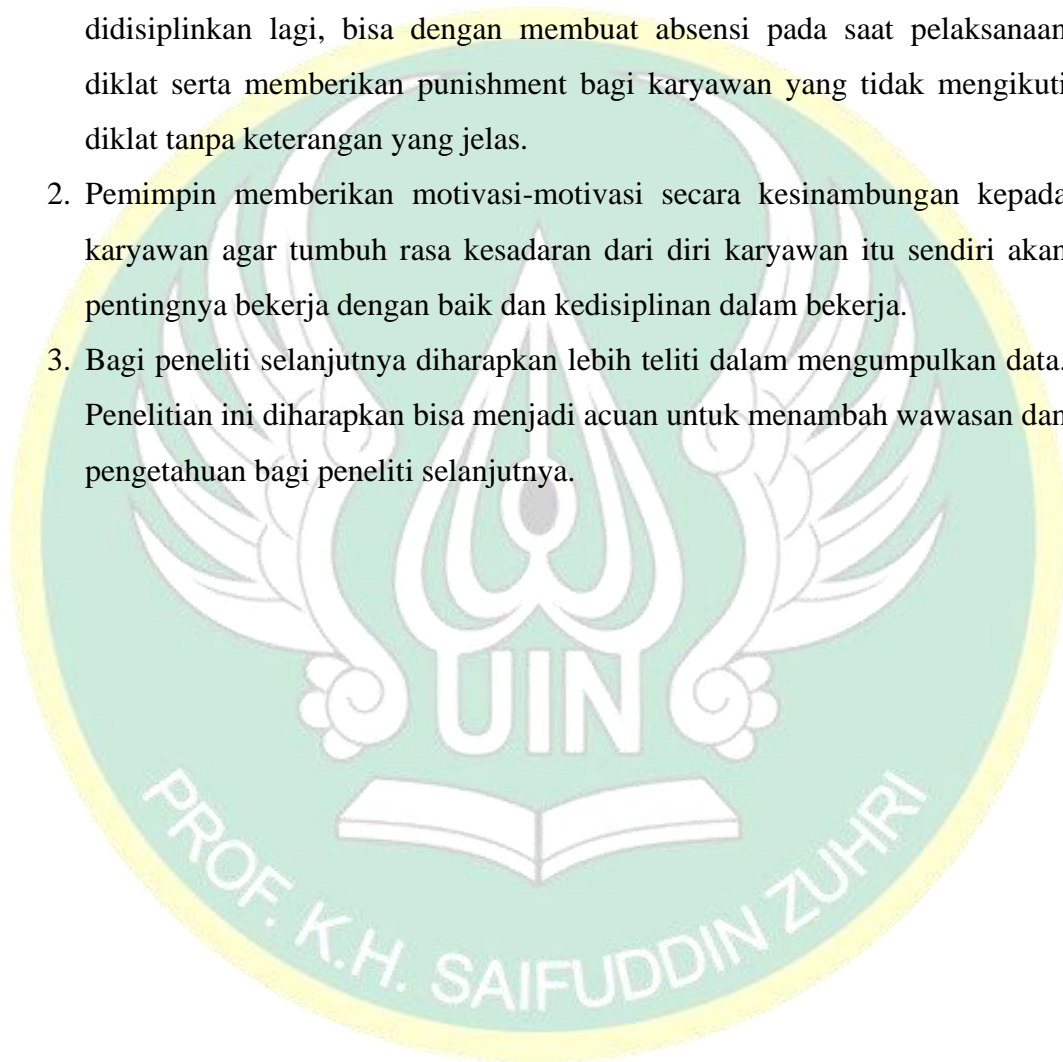 didisiplinkan lagi, bisa dengan membuat absensi pada saat pelaksanaan
diklat serta memberikan punishment bagi karyawan yang tidak mengikuti
diklat tanpa keterangan yang jelas.
2. Pemimpin memberikan motivasi-motivasi secara kesinambungan kepada
karyawan agar tumbuh rasa kesadaran dari diri karyawan itu sendiri akan
pentingnya bekerja dengan baik dan kedisiplinan dalam bekerja.
3. Bagi peneliti selanjutnya diharapkan lebih teliti dalam mengumpulkan data.
Penelitian ini diharapkan bisa menjadi acuan untuk menambah wawasan dan
pengetahuan bagi peneliti selanjutnya.
UIN
PROF. K.H. SAIFUDDIN ZUHRI